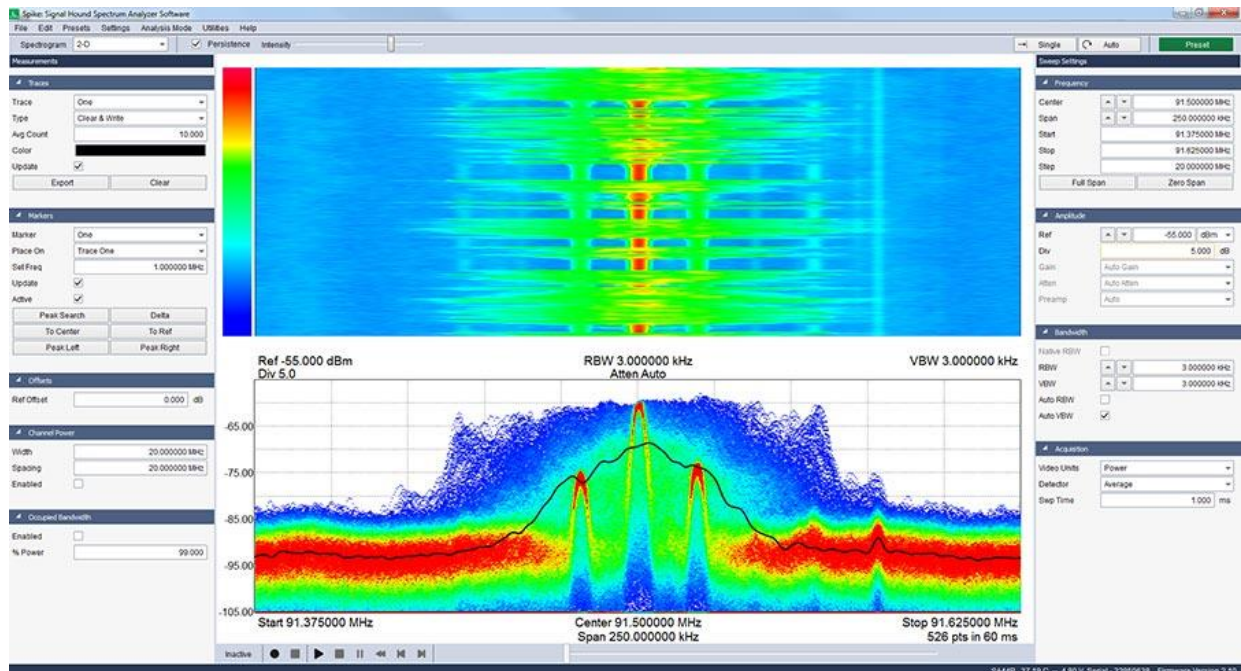 Spike: Signal Hound Spectrum Analyzer Software
File Edit Presets Settings Analysis Mode Utilities Help
Spectrogram 2-D Persistence Intensity Single Auto Preset
Measurements
Traces
Trace One
Type Clear & Write
Avg Count 10.000
Color
Update
Export Clear
Markers
Marker One
Place On Trace One
Set Freq 1.000000 MHz
Update
Active
Peak Search Delta
To Center To Ref
Peak Left Peak Right
Offsets
Ref Offset 0.000 dB
Channel Power
Width 20.000000 MHz
Spacing 20.000000 MHz
Enabled
Occupied Bandwidth
Enabled
% Power 99.000
Ref -55.000 dBm RBW 3.000000 kHz VBW 3.000000 kHz
Div 5.0 Atten Auto
-65.00
-75.00
-85.00
-95.00
-105.00
Start 91.375000 MHz Center 91.500000 MHz Stop 91.625000 MHz
Span 250.000000 kHz 526 pts in 60 ms
Inactive
Sweep Settings
Frequency
Center 91.500000 MHz
Span 250.000000 kHz
Start 91.375000 MHz
Stop 91.625000 MHz
Step 20.000000 MHz
Full Span Zero Span
Amplitude
Ref -55.000 dBm
Div 5.000 dB
Gain Auto Gain
Atten Auto Atten
Preamp Auto
Bandwidth
Native RBW
RBW 3.000000 kHz
VBW 3.000000 kHz
Auto RBW
Auto VBW
Acquisition
Video Units Power
Detector Average
Swp Time 1.000 ms